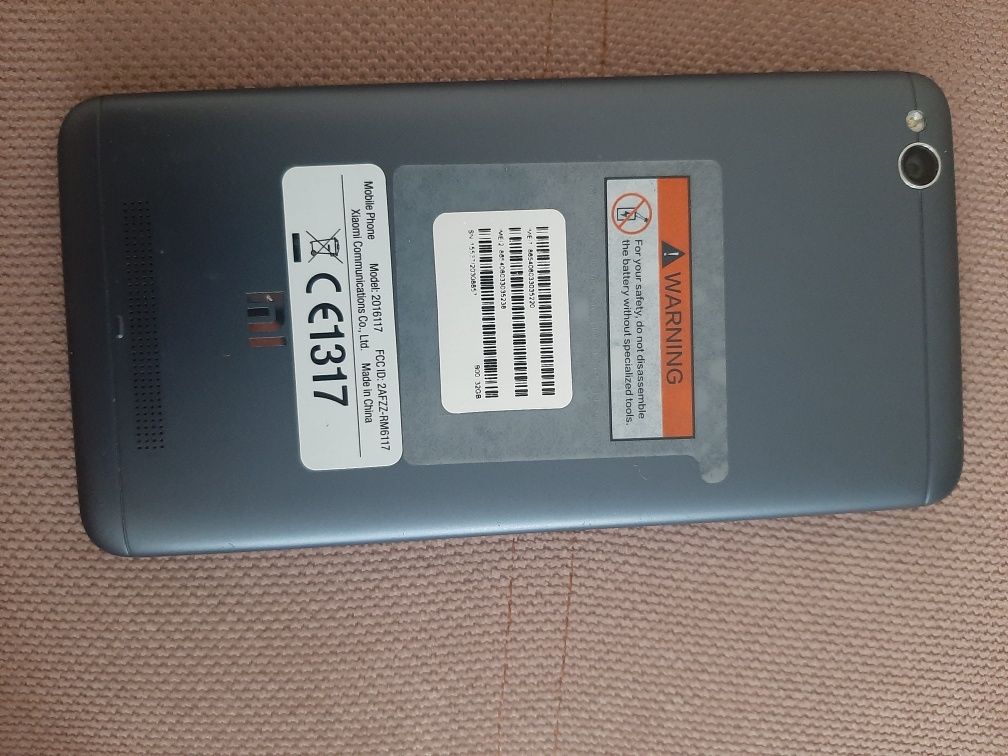 WARNING
For your safety, do not disassemble
the battery without specialized tools.
32GB
Mobile Phone Model: 2016117 FCC ID: 2AFZZ-RM6117
Xiaomi Communications Co., Ltd. Made in China
CE1317
mi